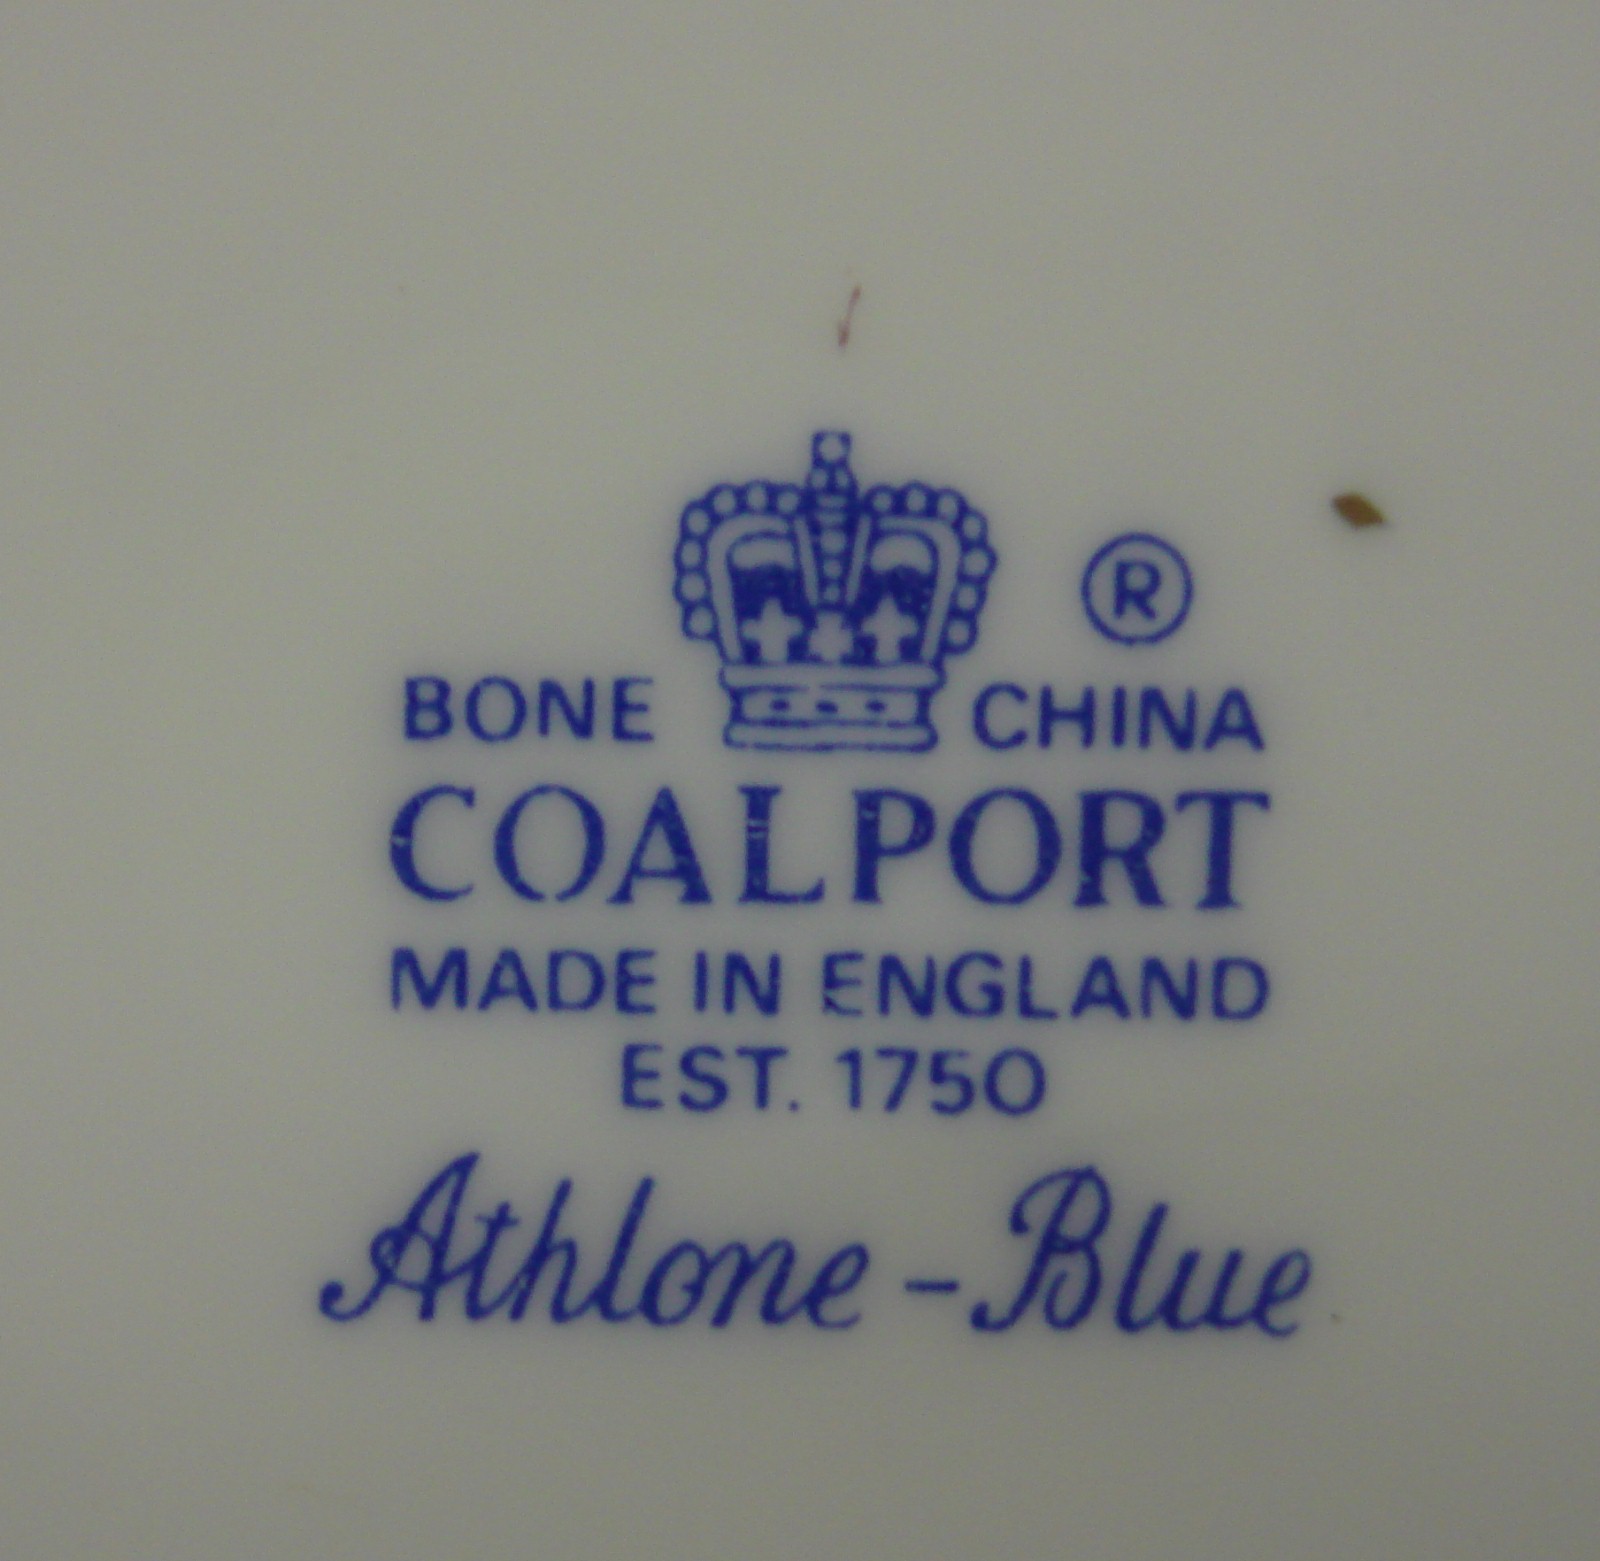 ®
BONE CHINA
COALPORT
MADE IN ENGLAND
EST. 1750
Athlone - Blue